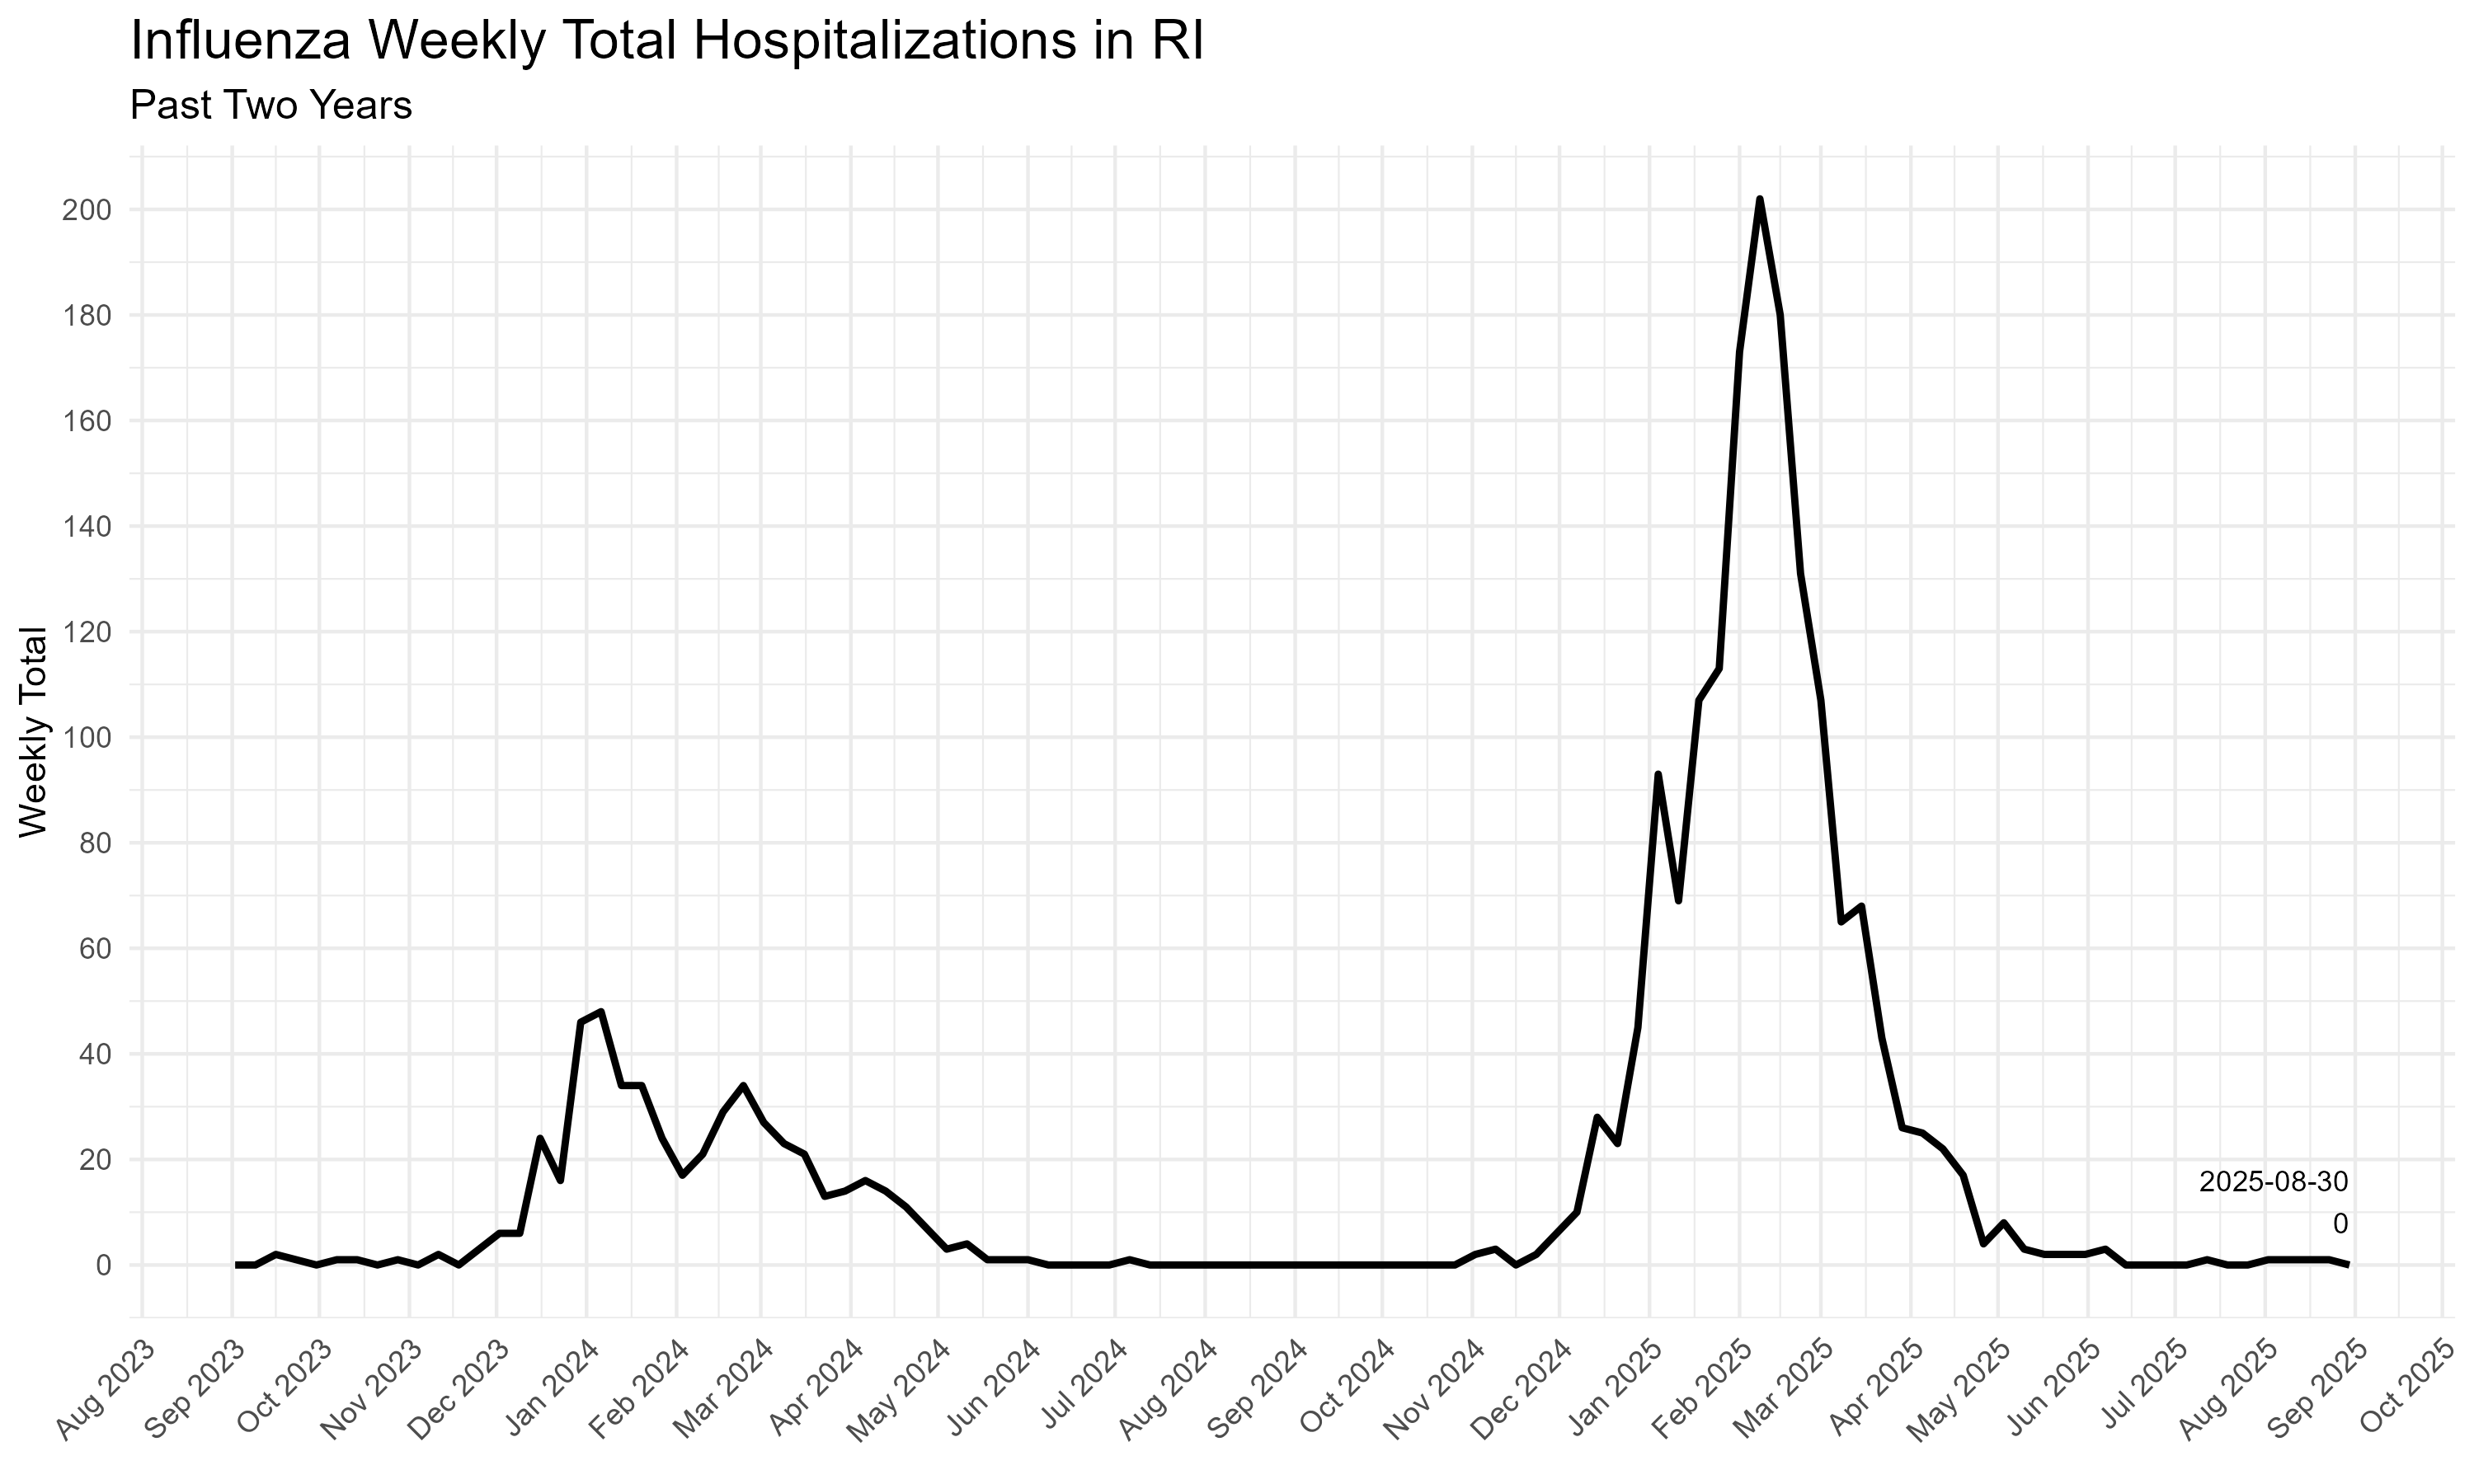 Influenza Weekly Total Hospitalizations in RI
Past Two Years
Weekly Total
200
180
160
140
120
100
80
60
40
20
0
2025-08-30
0
Aug 2023
Sep 2023
Oct 2023
Nov 2023
Dec 2023
Jan 2024
Feb 2024
Mar 2024
Apr 2024
May 2024
Jun 2024
Jul 2024
Aug 2024
Sep 2024
Oct 2024
Nov 2024
Dec 2024
Jan 2025
Feb 2025
Mar 2025
Apr 2025
May 2025
Jun 2025
Jul 2025
Aug 2025
Sep 2025
Oct 2025